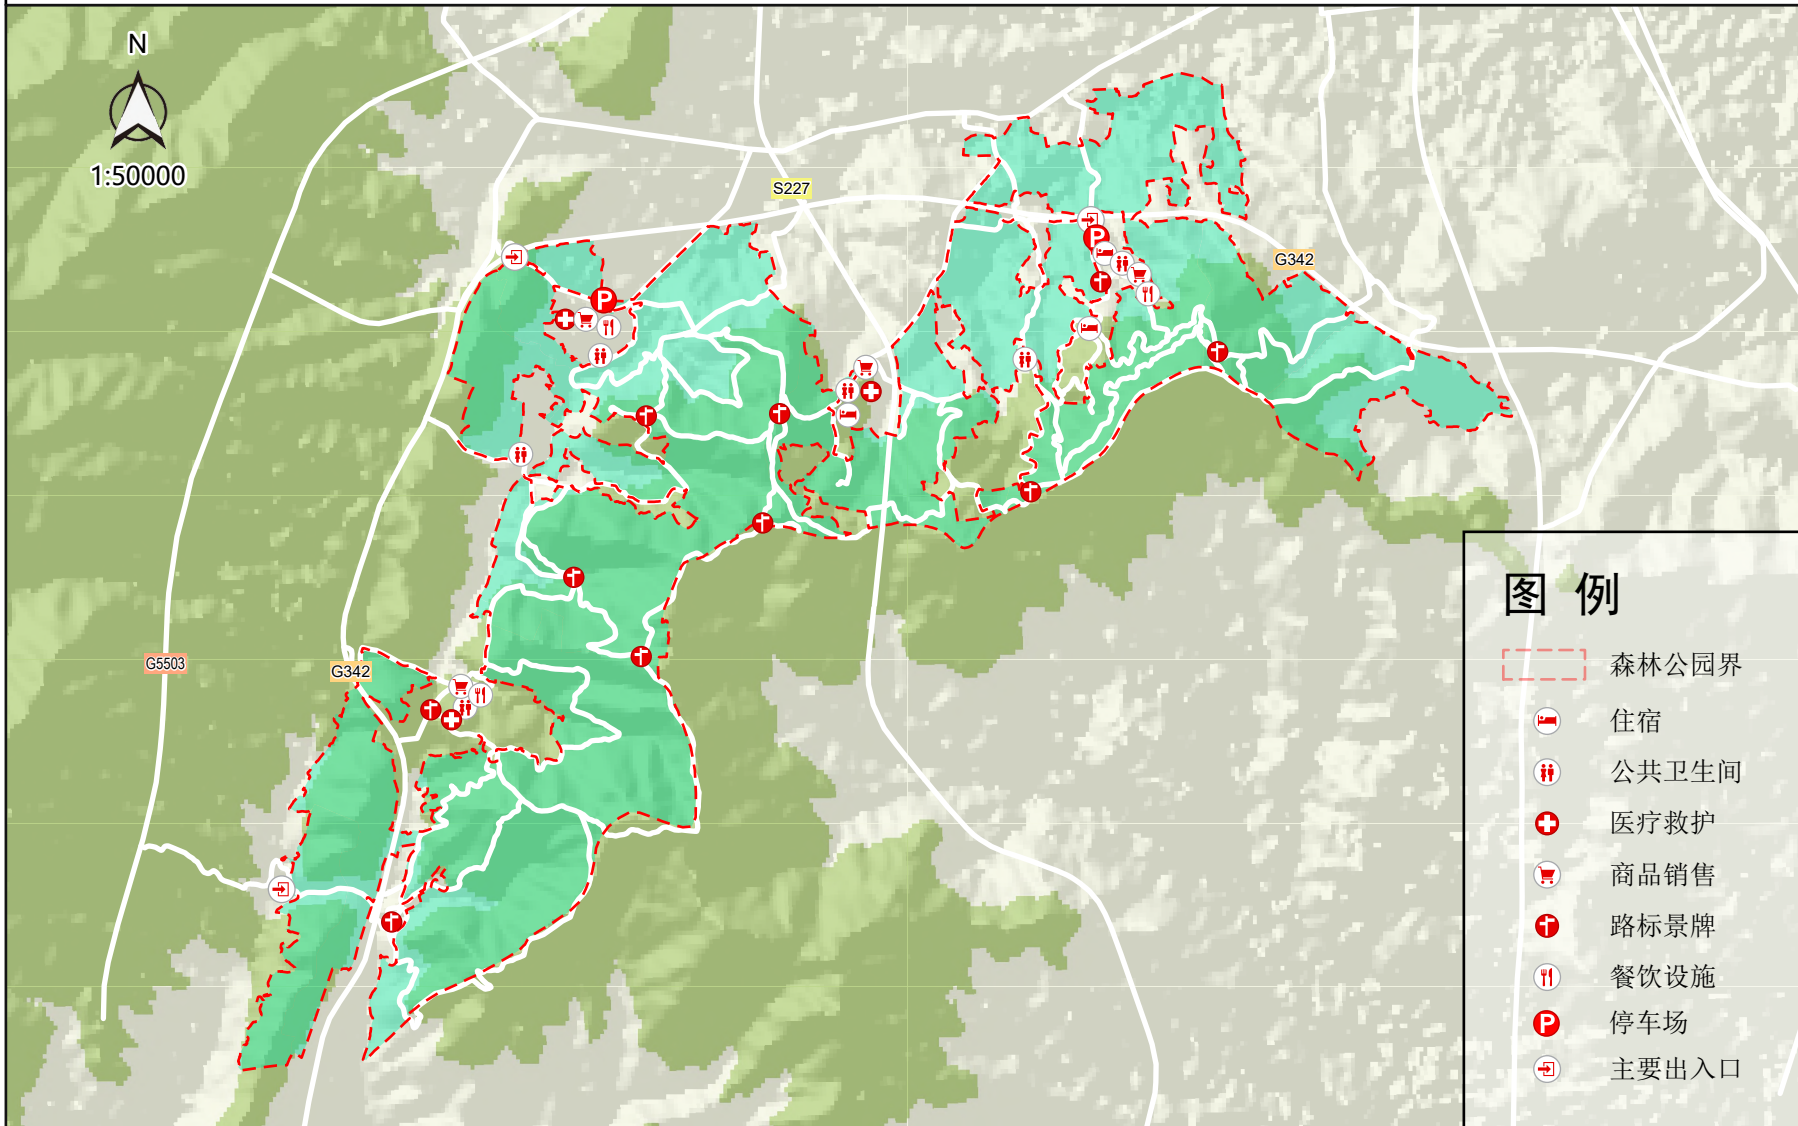 N
1:50000
S227
G342
G5503
G342
图 例
森林公园界
住宿
公共卫生间
医疗救护
商品销售
路标景牌
餐饮设施
P 停车场
主要出入口
P
P